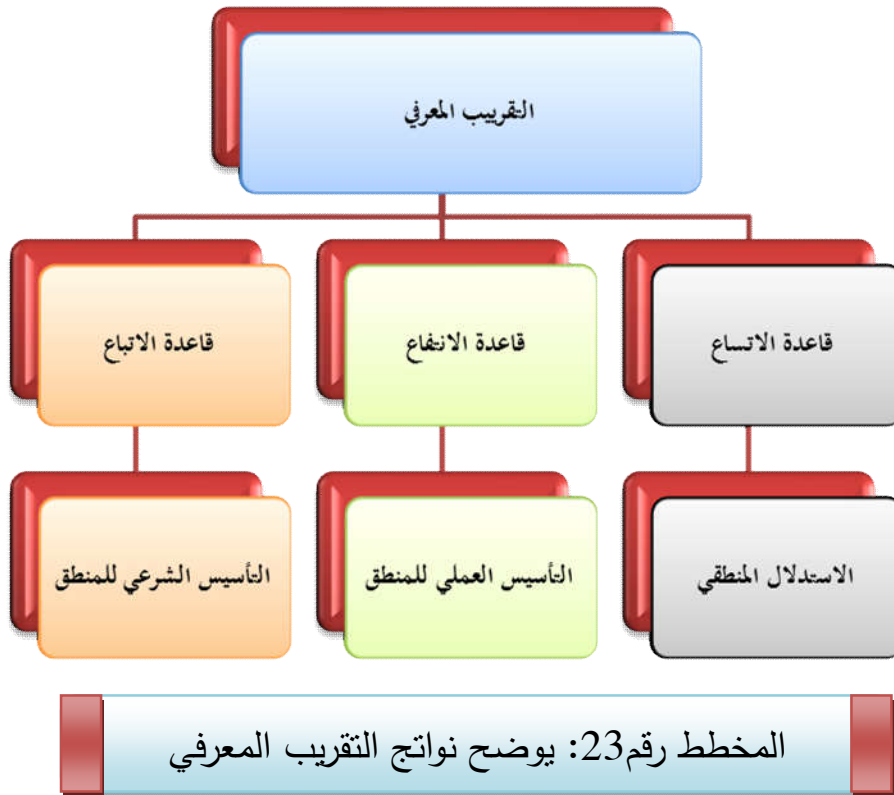 التقرييب المعرفي
قاعدة الاتساع
قاعدة الانتفاع
قاعدة الاتباع
الاستدلال المنطقي
التأسيس العملي للمنطق
التأسيس الشرعي للمنطق
المخطط رقم23: يوضح نواتج التقريب المعرفي